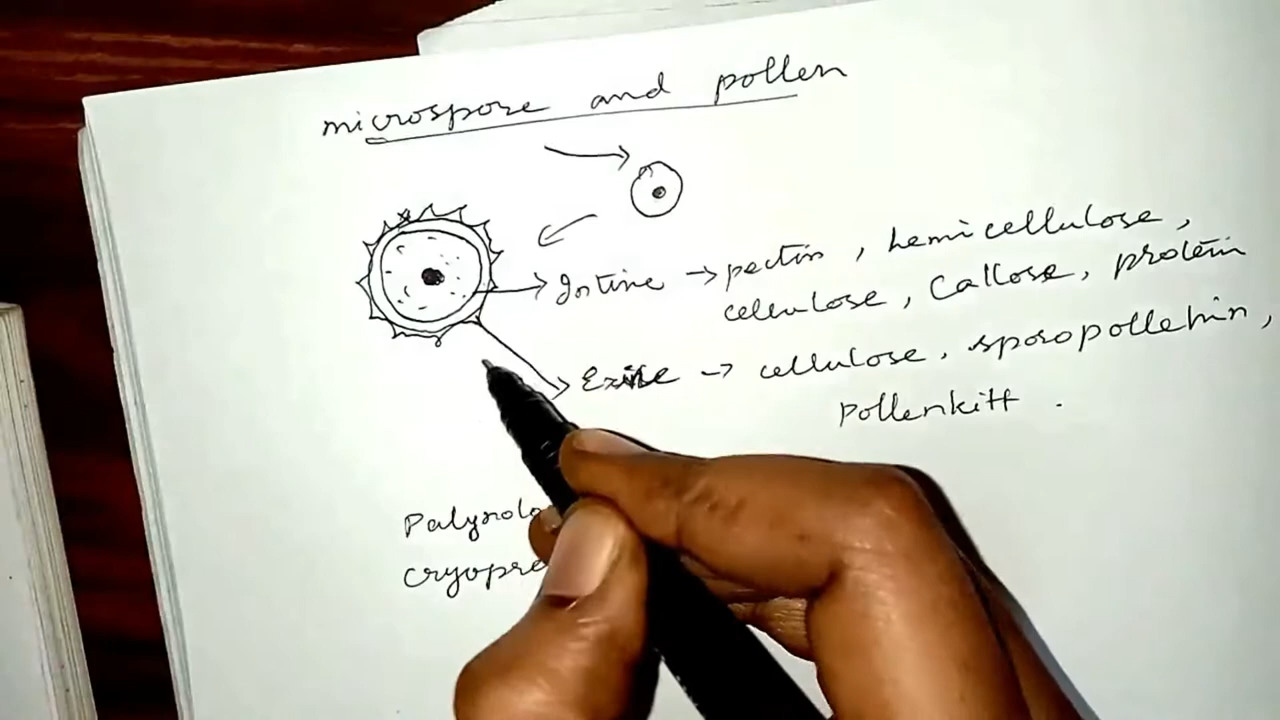 microspore and pollen
Intine → pectin, hemicellulose,
cellulose, Callose, protein
Exine → cellulose, sporopollenin,
Pollenkitt.
Palynolo
cryopre